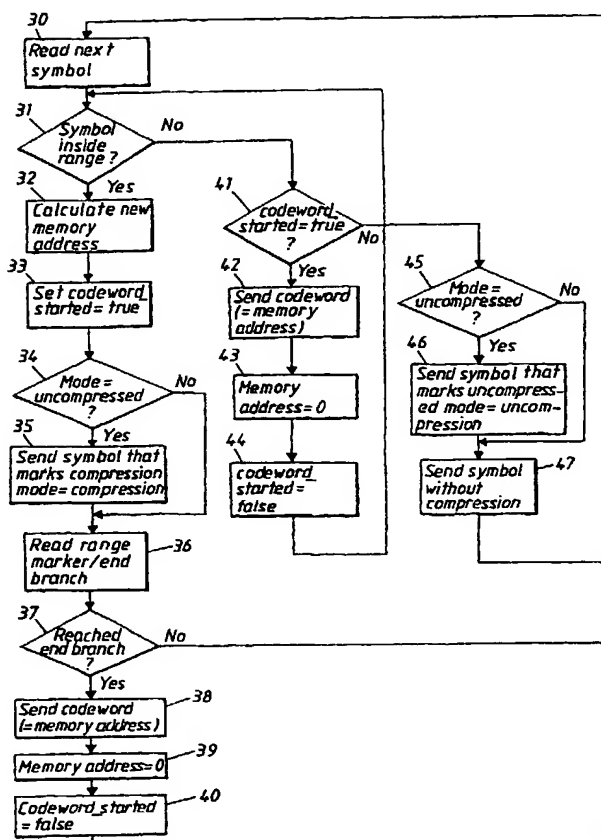 30
Read next
symbol
31
Symbol
inside
range ?
No
Yes
32
Calculate new
memory
address
33
Set codeword_
started=true
34
Mode=
uncompressed
?
No
Yes
35
Send symbol that
marks compression
mode=compression
Read range
marker/end
branch
36
37
Reached
end branch
?
No
Yes
Send codeword
(=memory address)
38
Memory address=0
39
Codeword_started
= false
40
41
codeword_
started=true
?
No
Yes
42
Send codeword
(=memory
address)
43
Memory
address=0
44
codeword_
started=
false
45
Mode=
uncompressed
?
No
Yes
46
Send symbol that
marks uncompress-
ed mode=uncom-
pression
Send symbol
without
compression
47